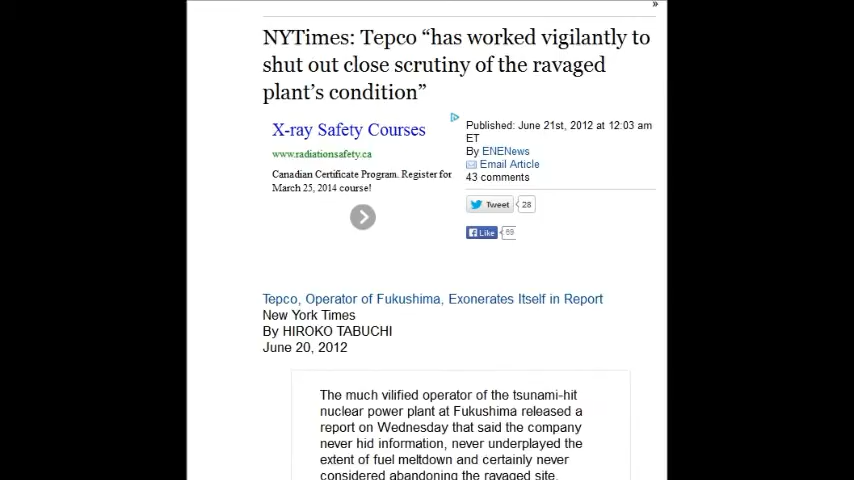 »
NYTimes: Tepco “has worked vigilantly to
shut out close scrutiny of the ravaged
plant’s condition”
X-ray Safety Courses
www.radiationsafety.ca
Canadian Certificate Program. Register for
March 25, 2014 course!
Published: June 21st, 2012 at 12:03 am
ET
By ENENews
Email Article
43 comments
Tweet 28
Like 69
Tepco, Operator of Fukushima, Exonerates Itself in Report
New York Times
By HIROKO TABUCHI
June 20, 2012
The much vilified operator of the tsunami-hit
nuclear power plant at Fukushima released a
report on Wednesday that said the company
never hid information, never underplayed the
extent of fuel meltdown and certainly never
considered abandoning the ravaged site.